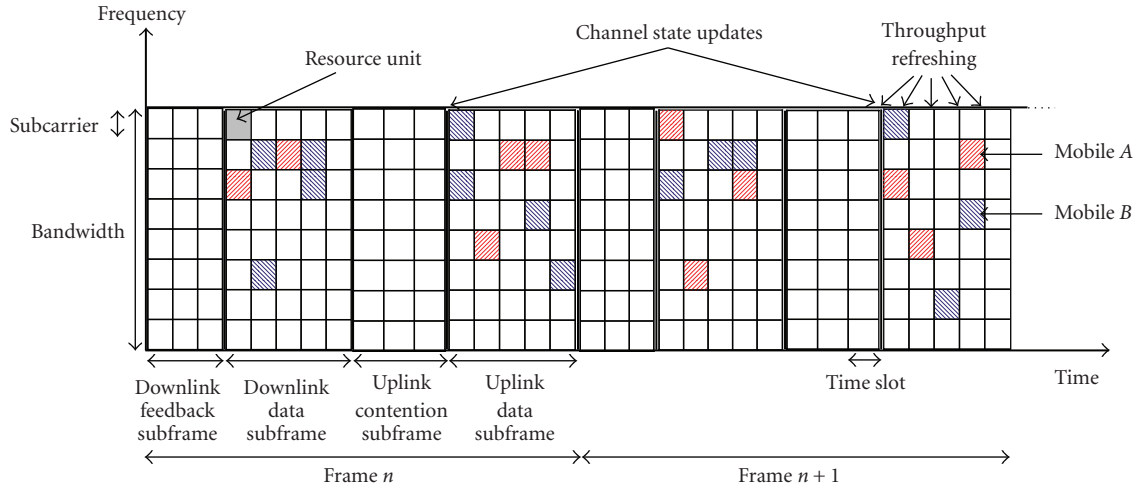 Frequency
Channel state updates
Throughput
refreshing
Resource unit
Subcarrier
Mobile A
Bandwidth
Mobile B
Downlink
feedback
subframe
Downlink
data
subframe
Uplink
contention
subframe
Uplink
data
subframe
Time slot
Time
Frame n
Frame n + 1